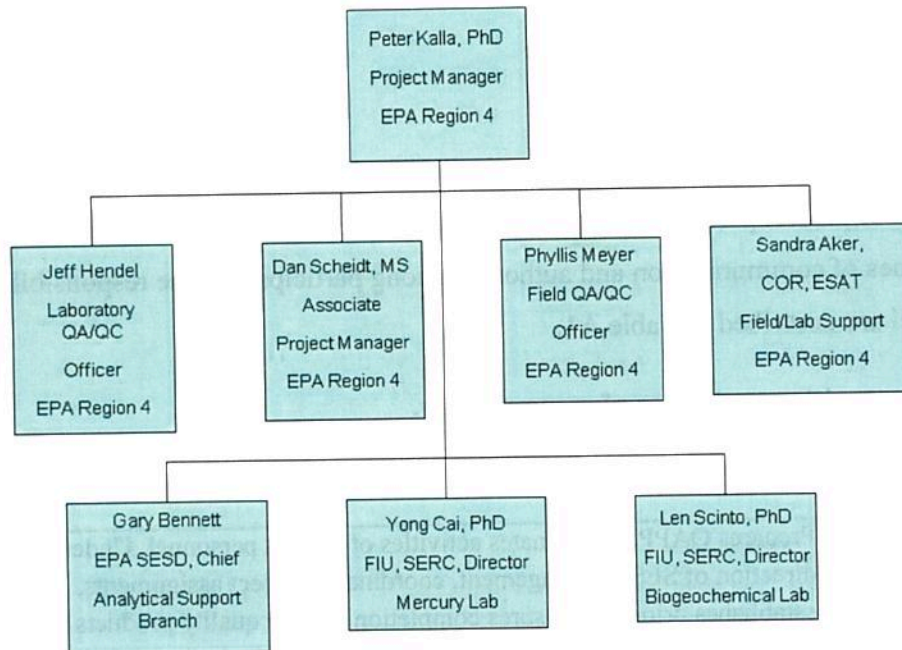 Peter Kalla, PhD
Project Manager
EPA Region 4
Jeff Hendel
Laboratory
QA/QC
Officer
EPA Region 4
Dan Scheidt, MS
Associate
Project Manager
EPA Region 4
Phyllis Meyer
Field QA/QC
Officer
EPA Region 4
Sandra Aker,
COR, ESAT
Field/Lab Support
EPA Region 4
Gary Bennett
EPA SESD, Chief
Analytical Support
Branch
Yong Cai, PhD
FIU, SERC, Director
Mercury Lab
Len Scinto, PhD
FIU, SERC, Director
Biogeochemical Lab